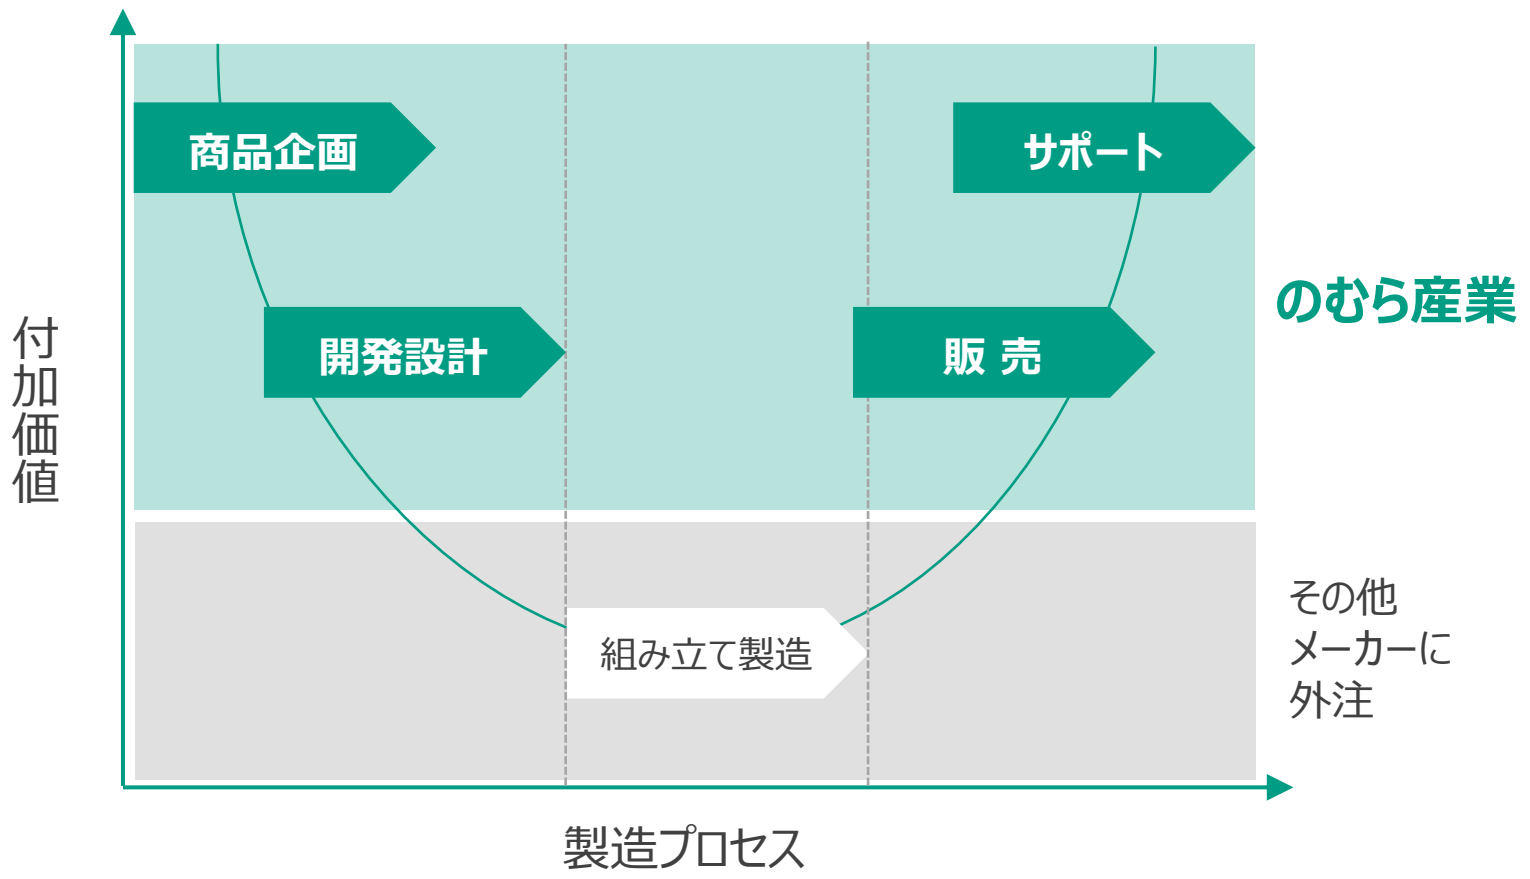 商品企画
サポート
開発設計
販 売
のむら産業
付加価値
組み立て製造
その他
メーカーに
外注
製造プロセス